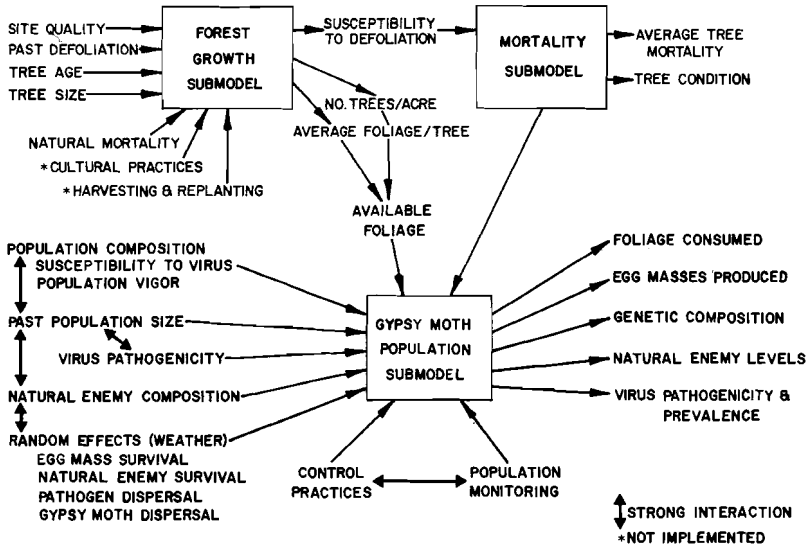 SITE QUALITY
PAST DEFOLIATION
TREE AGE
TREE SIZE
NATURAL MORTALITY
*CULTURAL PRACTICES
*HARVESTING & REPLANTING
FOREST
GROWTH
SUBMODEL
SUSCEPTIBILITY
TO DEFOLIATION
MORTALITY
SUBMODEL
AVERAGE TREE
MORTALITY
TREE CONDITION
NO. TREES/ACRE
AVERAGE FOLIAGE/TREE
AVAILABLE
FOLIAGE
POPULATION COMPOSITION
SUSCEPTIBILITY TO VIRUS
POPULATION VIGOR
PAST POPULATION SIZE
VIRUS PATHOGENICITY
NATURAL ENEMY COMPOSITION
RANDOM EFFECTS (WEATHER)
EGG MASS SURVIVAL
NATURAL ENEMY SURVIVAL
PATHOGEN DISPERSAL
GYPSY MOTH DISPERSAL
GYPSY MOTH
POPULATION
SUBMODEL
CONTROL
PRACTICES
POPULATION
MONITORING
FOLIAGE CONSUMED
EGG MASSES PRODUCED
GENETIC COMPOSITION
NATURAL ENEMY LEVELS
VIRUS PATHOGENICITY &
PREVALENCE
STRONG INTERACTION
*NOT IMPLEMENTED